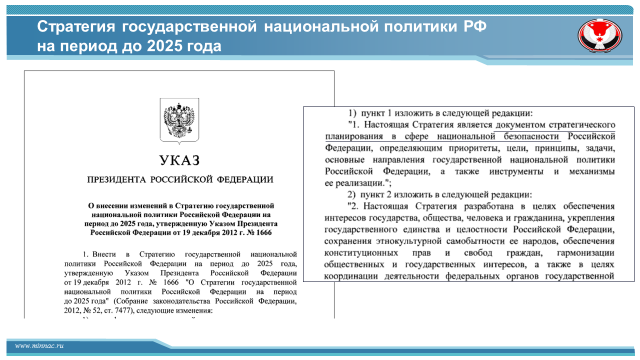 Стратегия государственной национальной политики РФ
на период до 2025 года
УКАЗ
ПРЕЗИДЕНТА РОССИЙСКОЙ ФЕДЕРАЦИИ
О внесении изменений в Стратегию государственной
национальной политики Российской Федерации на
период до 2025 года, утвержденную Указом Президента
Российской Федерации от 19 декабря 2012 г. № 1666
1. Внести в Стратегию государственной национальной
политики Российской Федерации на период до 2025 года,
утвержденную Указом Президента Российской Федерации
от 19 декабря 2012 г. № 1666 "О Стратегии государственной
национальной политики Российской Федерации на период
до 2025 года" (Собрание законодательства Российской Федерации,
2012, № 52, ст. 7477), следующие изменения:
1) пункт 1 изложить в следующей редакции:
"1. Настоящая Стратегия является документом стратегического
планирования в сфере национальной безопасности Российской
Федерации, определяющим приоритеты, цели, принципы, задачи,
основные направления государственной национальной политики
Российской Федерации, а также инструменты и механизмы
ее реализации.";
2) пункт 2 изложить в следующей редакции:
"2. Настоящая Стратегия разработана в целях обеспечения
интересов государства, общества, человека и гражданина, укрепления
государственного единства и целостности Российской Федерации,
сохранения этнокультурной самобытности ее народов, обеспечения
конституционных прав и свобод граждан, гармонизации
общественных и государственных интересов, а также в целях
координации деятельности федеральных органов государственной
www.minnac.ru